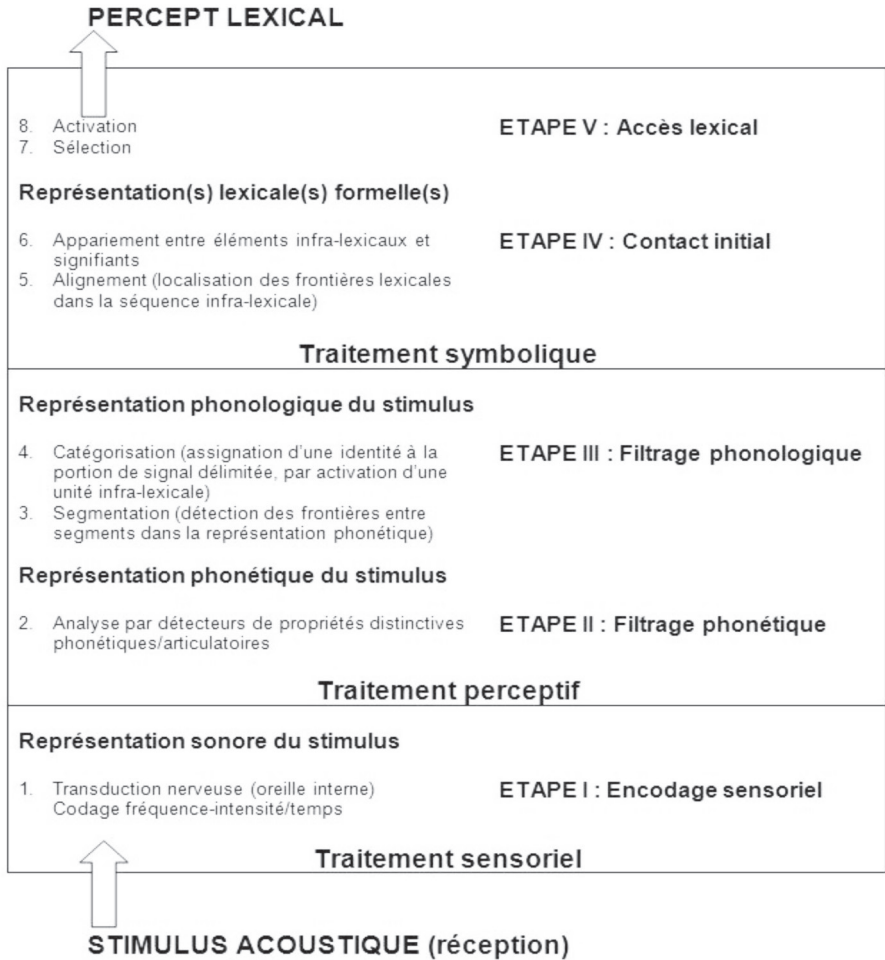 PERCEPT LEXICAL
8. Activation
7. Sélection
ETAPE V : Accès lexical
Représentation(s) lexicale(s) formelle(s)
6. Appariement entre éléments infra-lexicaux et
signifiants
5. Alignement (localisation des frontières lexicales
dans la séquence infra-lexicale)
ETAPE IV : Contact initial
Traitement symbolique
Représentation phonologique du stimulus
4. Catégorisation (assignation d'une identité à la
portion de signal délimitée, par activation d'une
unité infra-lexicale)
3. Segmentation (détection des frontières entre
segments dans la représentation phonétique)
ETAPE III : Filtrage phonologique
Représentation phonétique du stimulus
2. Analyse par détecteurs de propriétés distinctives
phonétiques/articulatoires
ETAPE II : Filtrage phonétique
Traitement perceptif
Représentation sonore du stimulus
1. Transduction nerveuse (oreille interne)
Codage fréquence-intensité/temps
ETAPE I : Encodage sensoriel
Traitement sensoriel
STIMULUS ACOUSTIQUE (réception)